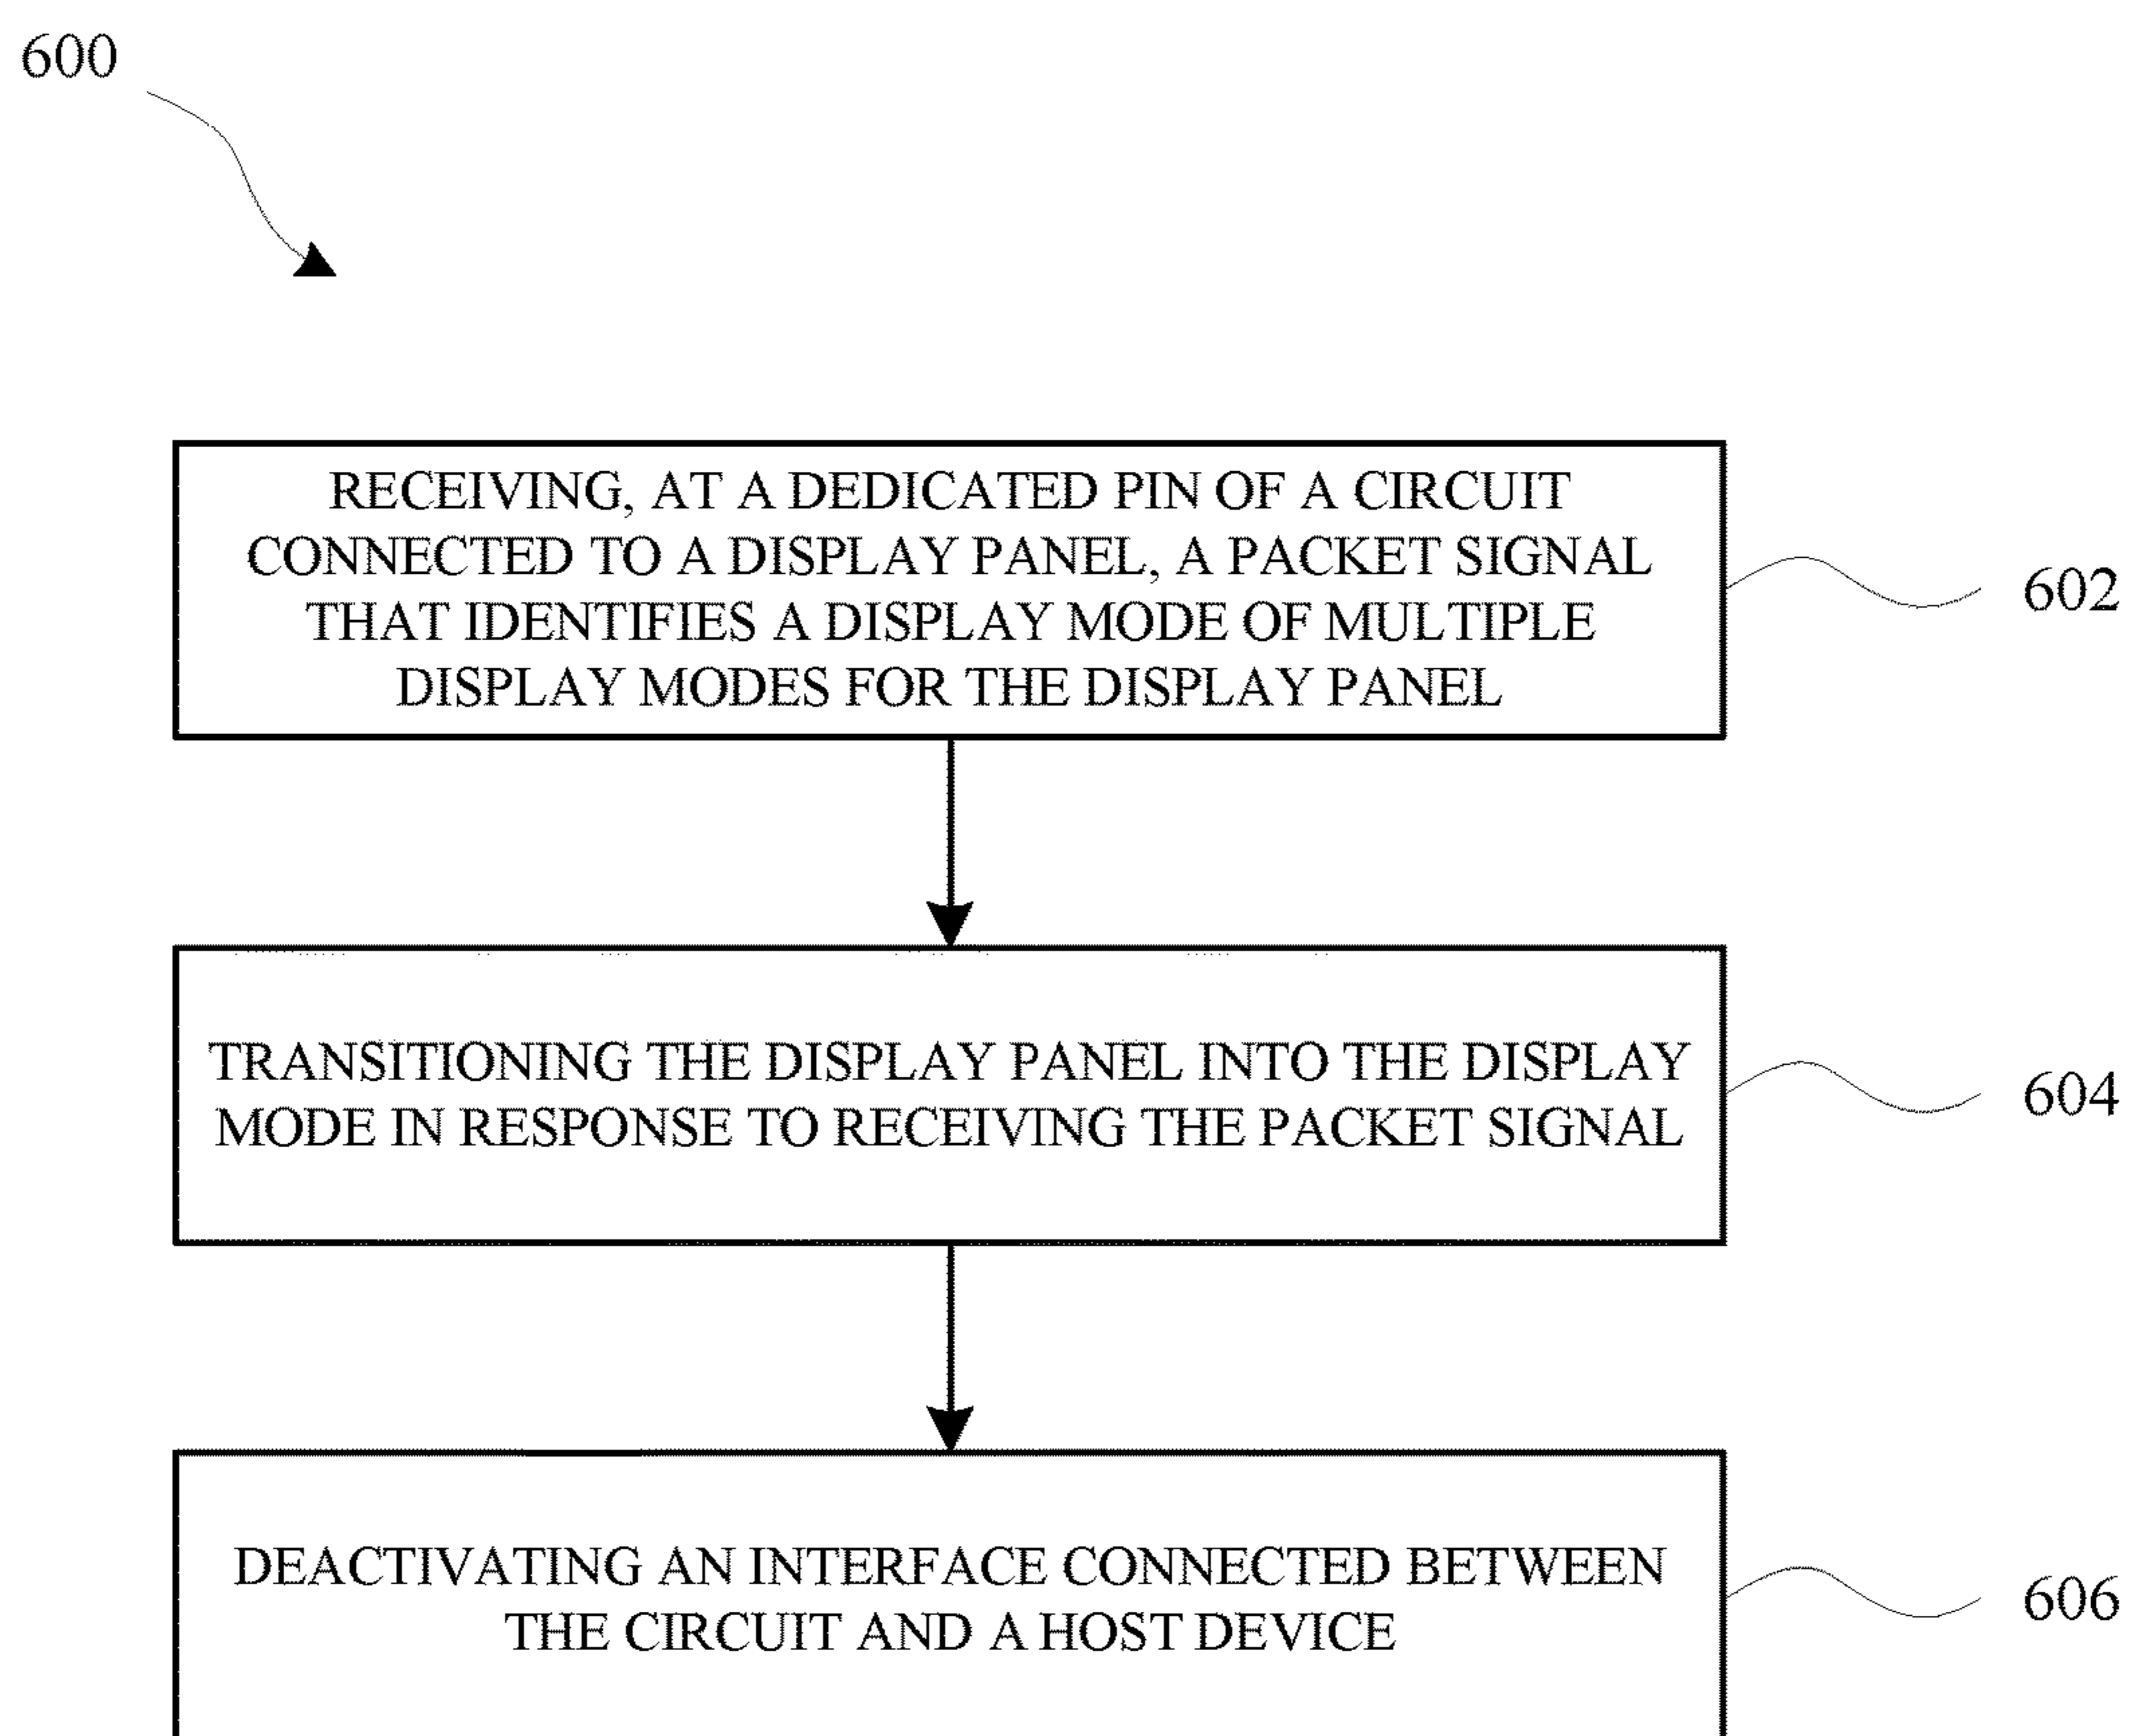 600
RECEIVING, AT A DEDICATED PIN OF A CIRCUIT
CONNECTED TO A DISPLAY PANEL, A PACKET SIGNAL
THAT IDENTIFIES A DISPLAY MODE OF MULTIPLE
DISPLAY MODES FOR THE DISPLAY PANEL
602
TRANSITIONING THE DISPLAY PANEL INTO THE DISPLAY
MODE IN RESPONSE TO RECEIVING THE PACKET SIGNAL
604
DEACTIVATING AN INTERFACE CONNECTED BETWEEN
THE CIRCUIT AND A HOST DEVICE
606